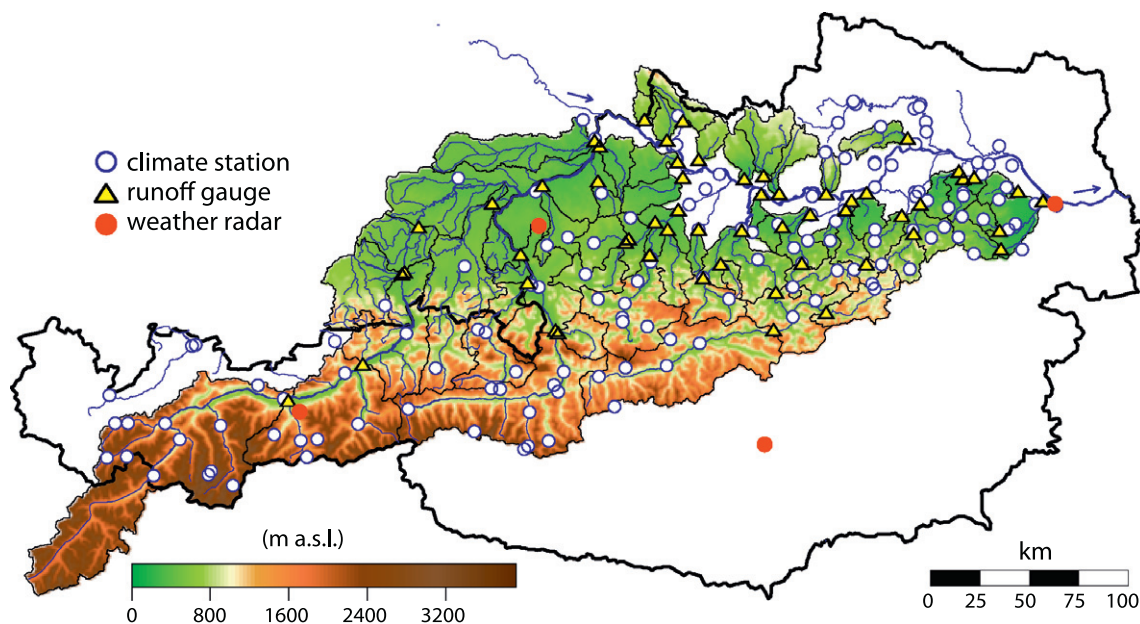 climate station
runoff gauge
weather radar
(m a.s.l.)
0 800 1600 2400 3200
km
0 25 50 75 100